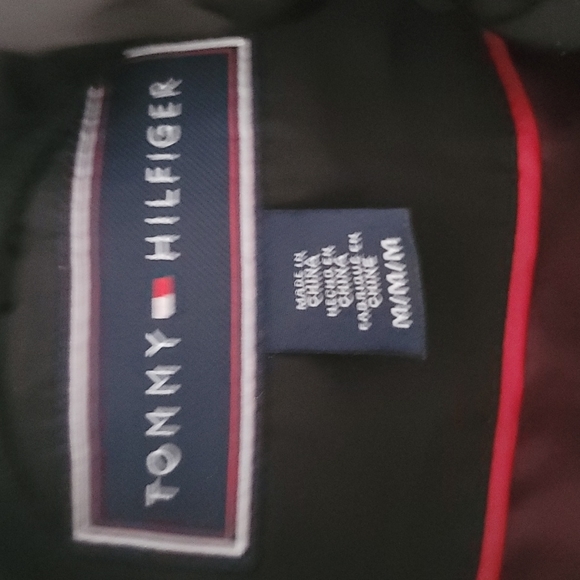 TOMMY HILFIGER
MADE IN
CHINA
HECHO EN
CHINA
FABRIQUÉ EN
CHINE
M/M/M